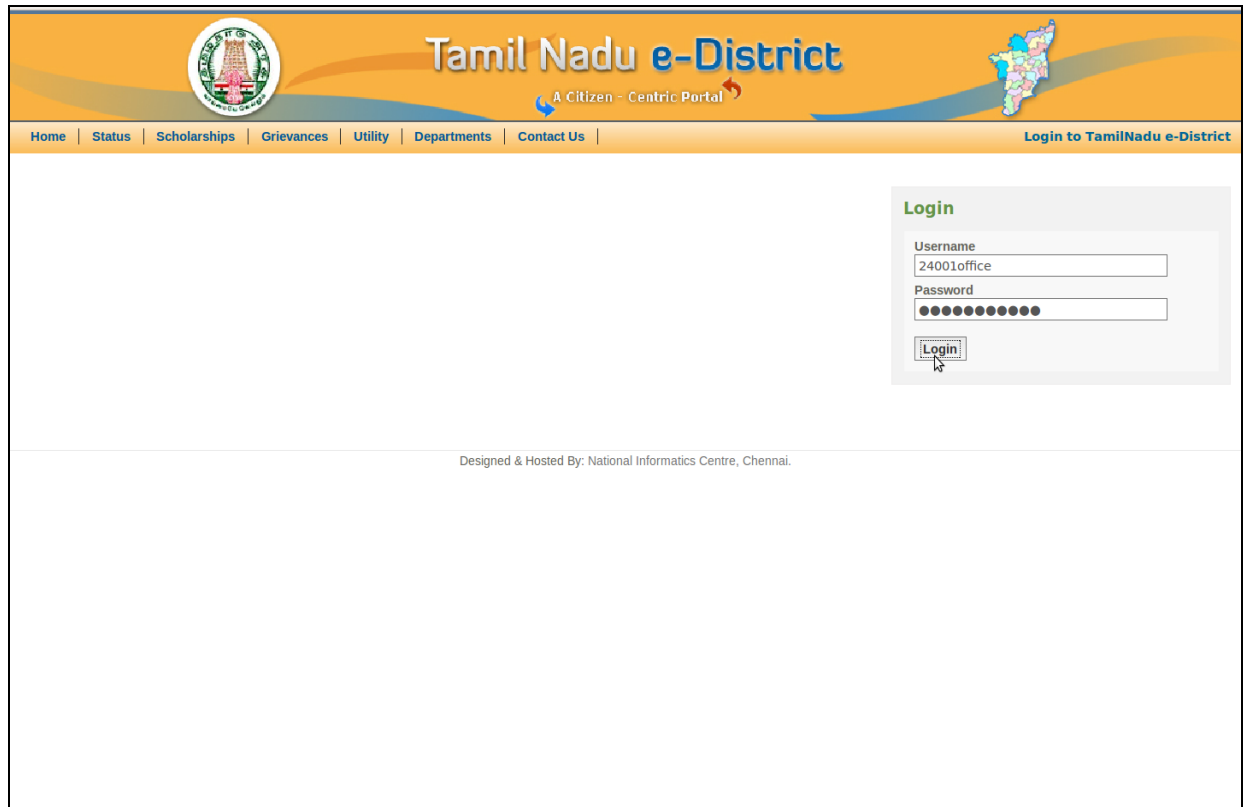 Tamil Nadu e-District
A Citizen - Centric Portal
Home | Status | Scholarships | Grievances | Utility | Departments | Contact Us |
Login to TamilNadu e-District
Login
Username
24001office
Password
●●●●●●●●●●●
Login
Designed & Hosted By: National Informatics Centre, Chennai.